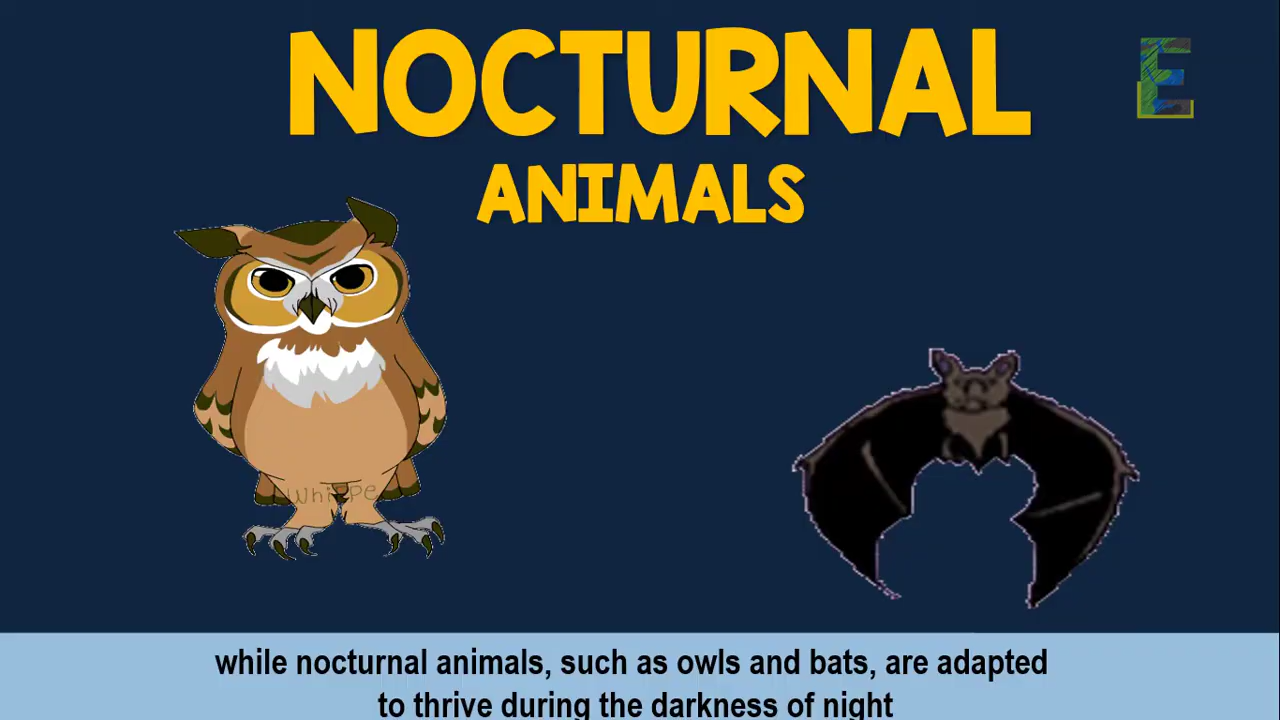 NOCTURNAL
E
ANIMALS
while nocturnal animals, such as owls and bats, are adapted
to thrive during the darkness of night